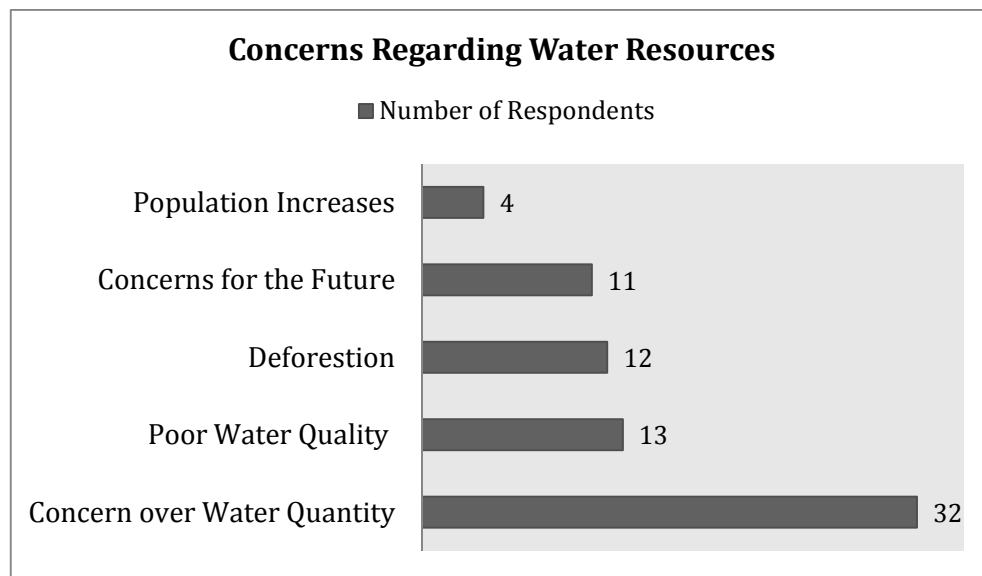 Concerns Regarding Water Resources
Number of Respondents
Population Increases 4
Concerns for the Future 11
Deforestion 12
Poor Water Quality 13
Concern over Water Quantity 32